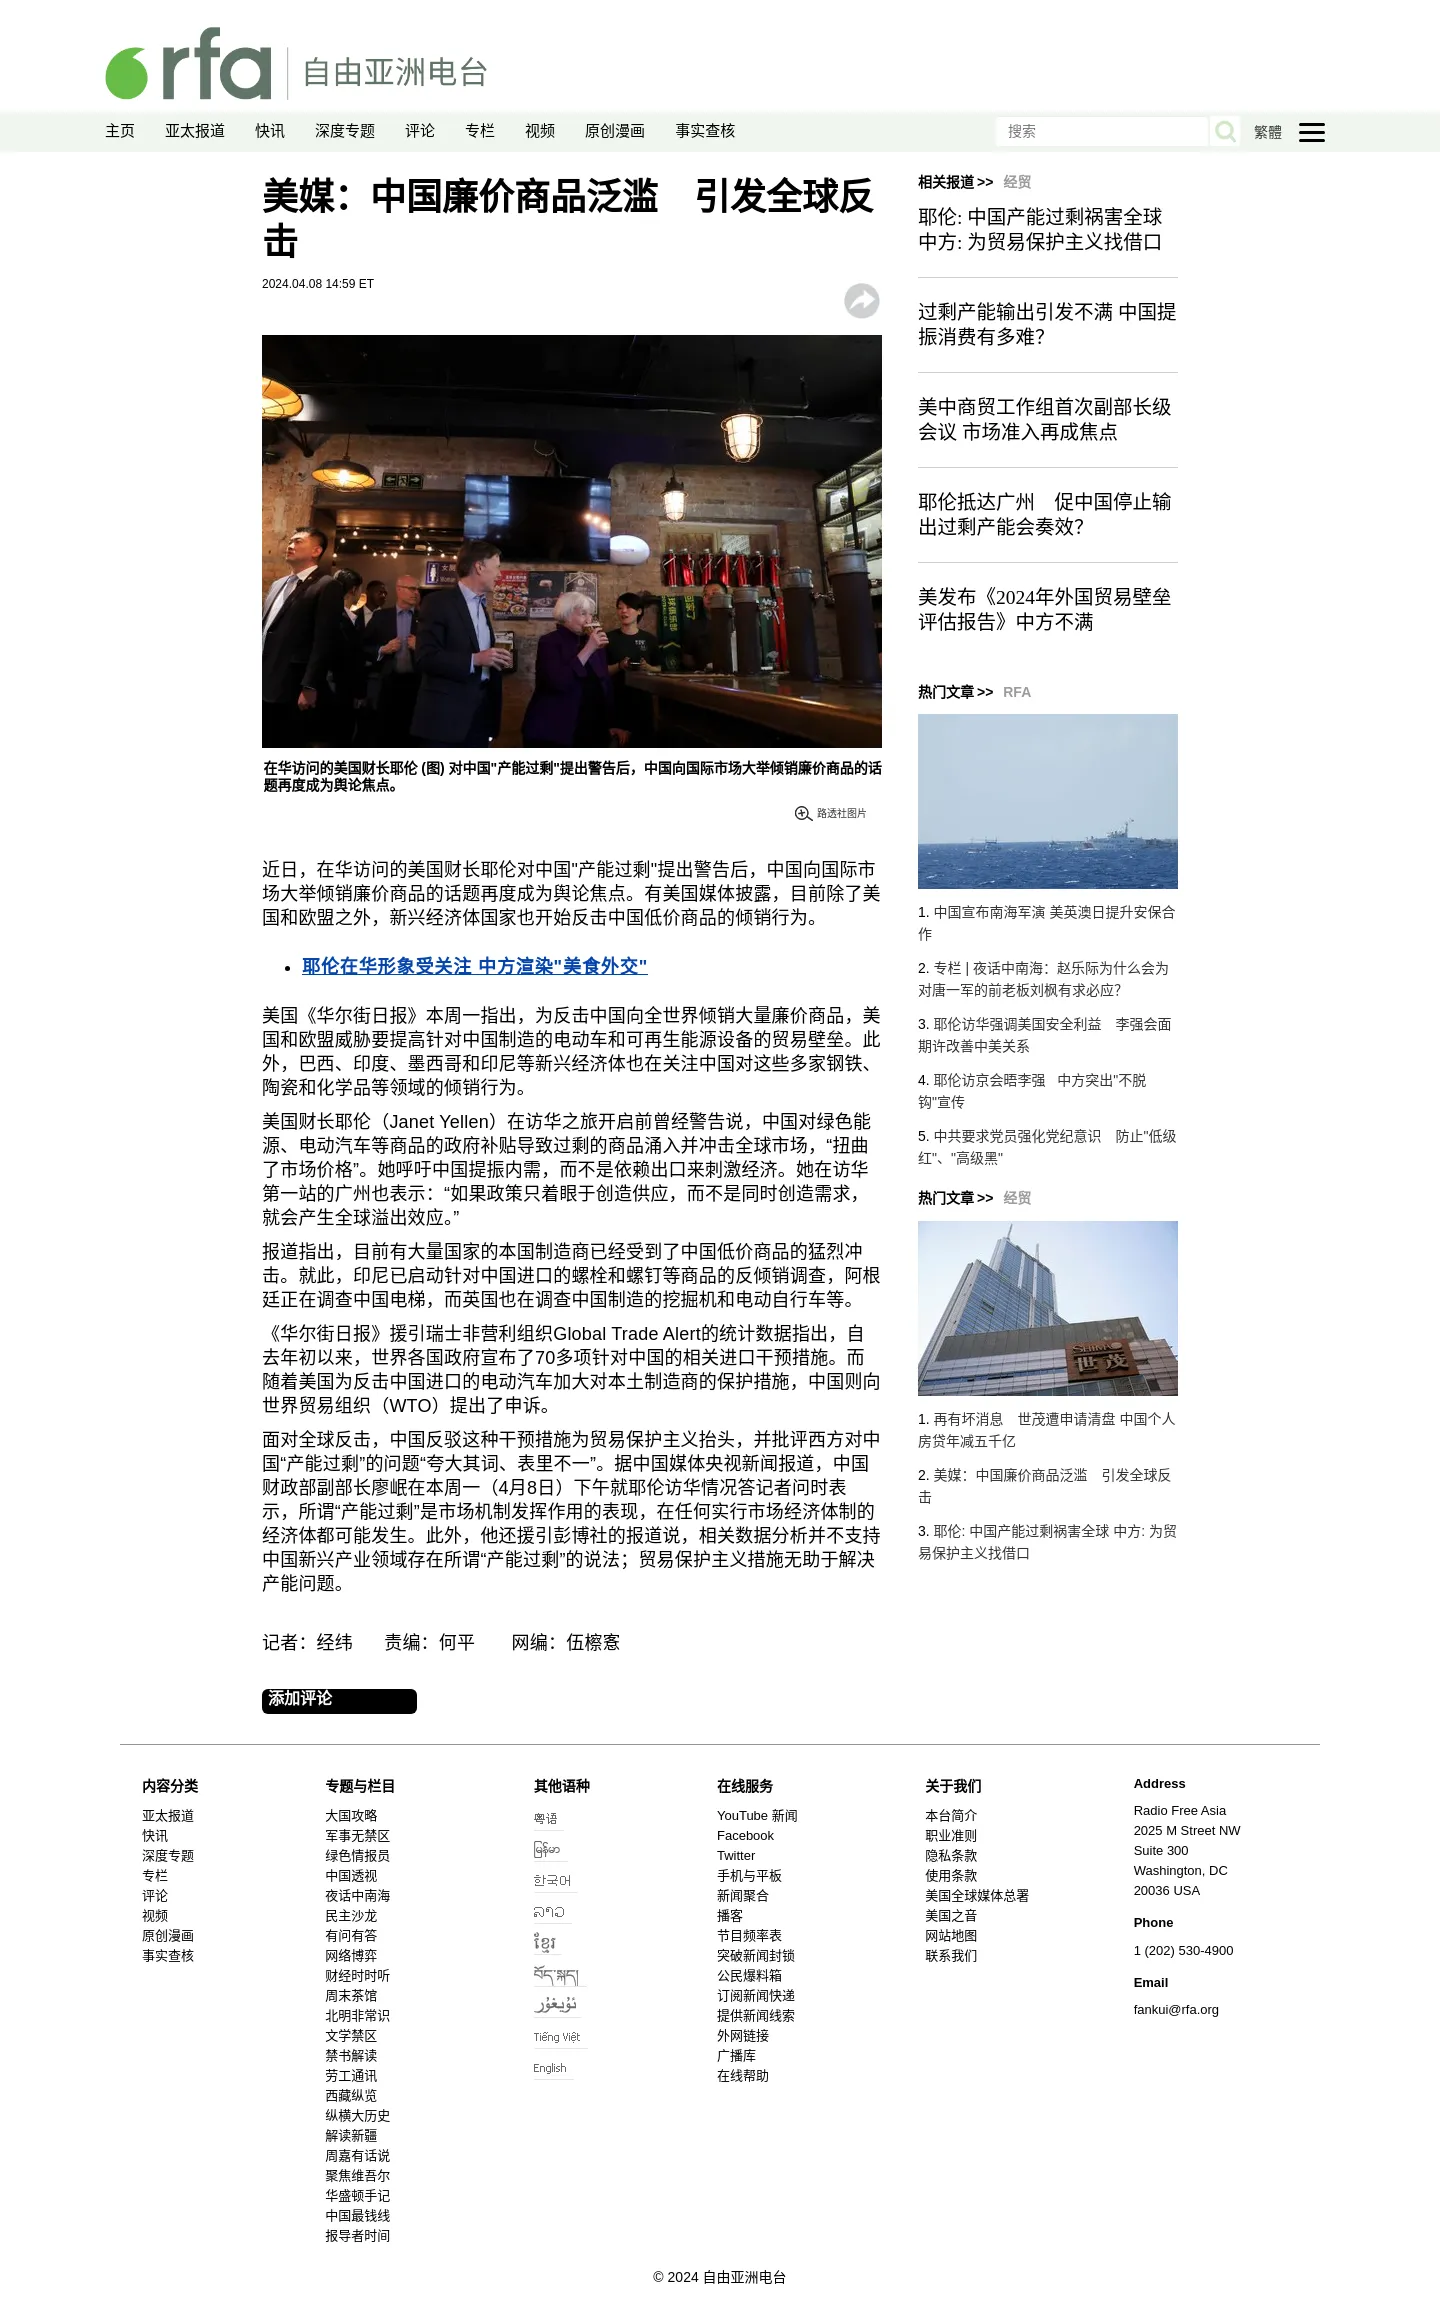 rfa 自由亚洲电台
主页 亚太报道 快讯 深度专题 评论 专栏 视频 原创漫画 事实查核 搜索 繁體
美媒：中国廉价商品泛滥　引发全球反
击
2024.04.08 14:59 ET
在华访问的美国财长耶伦 (图) 对中国"产能过剩"提出警告后，中国向国际市场大举倾销廉价商品的话
题再度成为舆论焦点。
路透社图片
近日，在华访问的美国财长耶伦对中国"产能过剩"提出警告后，中国向国际市
场大举倾销廉价商品的话题再度成为舆论焦点。有美国媒体披露，目前除了美
国和欧盟之外，新兴经济体国家也开始反击中国低价商品的倾销行为。
耶伦在华形象受关注 中方渲染"美食外交"
美国《华尔街日报》本周一指出，为反击中国向全世界倾销大量廉价商品，美
国和欧盟威胁要提高针对中国制造的电动车和可再生能源设备的贸易壁垒。此
外，巴西、印度、墨西哥和印尼等新兴经济体也在关注中国对这些多家钢铁、
陶瓷和化学品等领域的倾销行为。
美国财长耶伦（Janet Yellen）在访华之旅开启前曾经警告说，中国对绿色能
源、电动汽车等商品的政府补贴导致过剩的商品涌入并冲击全球市场，“扭曲
了市场价格”。她呼吁中国提振内需，而不是依赖出口来刺激经济。她在访华
第一站的广州也表示：“如果政策只着眼于创造供应，而不是同时创造需求，
就会产生全球溢出效应。”
报道指出，目前有大量国家的本国制造商已经受到了中国低价商品的猛烈冲
击。就此，印尼已启动针对中国进口的螺栓和螺钉等商品的反倾销调查，阿根
廷正在调查中国电梯，而英国也在调查中国制造的挖掘机和电动自行车等。
《华尔街日报》援引瑞士非营利组织Global Trade Alert的统计数据指出，自
去年初以来，世界各国政府宣布了70多项针对中国的相关进口干预措施。而
随着美国为反击中国进口的电动汽车加大对本土制造商的保护措施，中国则向
世界贸易组织（WTO）提出了申诉。
面对全球反击，中国反驳这种干预措施为贸易保护主义抬头，并批评西方对中
国“产能过剩”的问题“夸大其词、表里不一”。据中国媒体央视新闻报道，中国
财政部副部长廖岷在本周一（4月8日）下午就耶伦访华情况答记者问时表
示，所谓“产能过剩”是市场机制发挥作用的表现，在任何实行市场经济体制的
经济体都可能发生。此外，他还援引彭博社的报道说，相关数据分析并不支持
中国新兴产业领域存在所谓“产能过剩”的说法；贸易保护主义措施无助于解决
产能问题。
记者：经纬 责编：何平 网编：伍檫愙
添加评论
相关报道 >> 经贸
耶伦: 中国产能过剩祸害全球
中方: 为贸易保护主义找借口
过剩产能输出引发不满 中国提
振消费有多难？
美中商贸工作组首次副部长级
会议 市场准入再成焦点
耶伦抵达广州　促中国停止输
出过剩产能会奏效？
美发布《2024年外国贸易壁垒
评估报告》中方不满
热门文章 >> RFA
1. 中国宣布南海军演 美英澳日提升安保合
作
2. 专栏 | 夜话中南海：赵乐际为什么会为
对唐一军的前老板刘枫有求必应？
3. 耶伦访华强调美国安全利益　李强会面
期许改善中美关系
4. 耶伦访京会晤李强　中方突出"不脱
钩"宣传
5. 中共要求党员强化党纪意识　防止"低级
红"、"高级黑"
热门文章 >> 经贸
SHIMAO
世茂
1. 再有坏消息　世茂遭申请清盘 中国个人
房贷年减五千亿
2. 美媒：中国廉价商品泛滥　引发全球反
击
3. 耶伦: 中国产能过剩祸害全球 中方: 为贸
易保护主义找借口
内容分类
亚太报道
快讯
深度专题
专栏
评论
视频
原创漫画
事实查核
专题与栏目
大国攻略
军事无禁区
绿色情报员
中国透视
夜话中南海
民主沙龙
有问有答
网络博弈
财经时时听
周末茶馆
北明非常识
文学禁区
禁书解读
劳工通讯
西藏纵览
纵横大历史
解读新疆
周嘉有话说
聚焦维吾尔
华盛顿手记
中国最钱线
报导者时间
其他语种
粤语
မြန်မာ
한국어
ລາວ
ខ្មែរ
བོད་སྐད།
ئۇيغۇر
Tiếng Việt
English
在线服务
YouTube 新闻
Facebook
Twitter
手机与平板
新闻聚合
播客
节目频率表
突破新闻封锁
公民爆料箱
订阅新闻快递
提供新闻线索
外网链接
广播库
在线帮助
关于我们
本台简介
职业准则
隐私条款
使用条款
美国全球媒体总署
美国之音
网站地图
联系我们
Address
Radio Free Asia
2025 M Street NW
Suite 300
Washington, DC
20036 USA
Phone
1 (202) 530-4900
Email
fankui@rfa.org
© 2024 自由亚洲电台